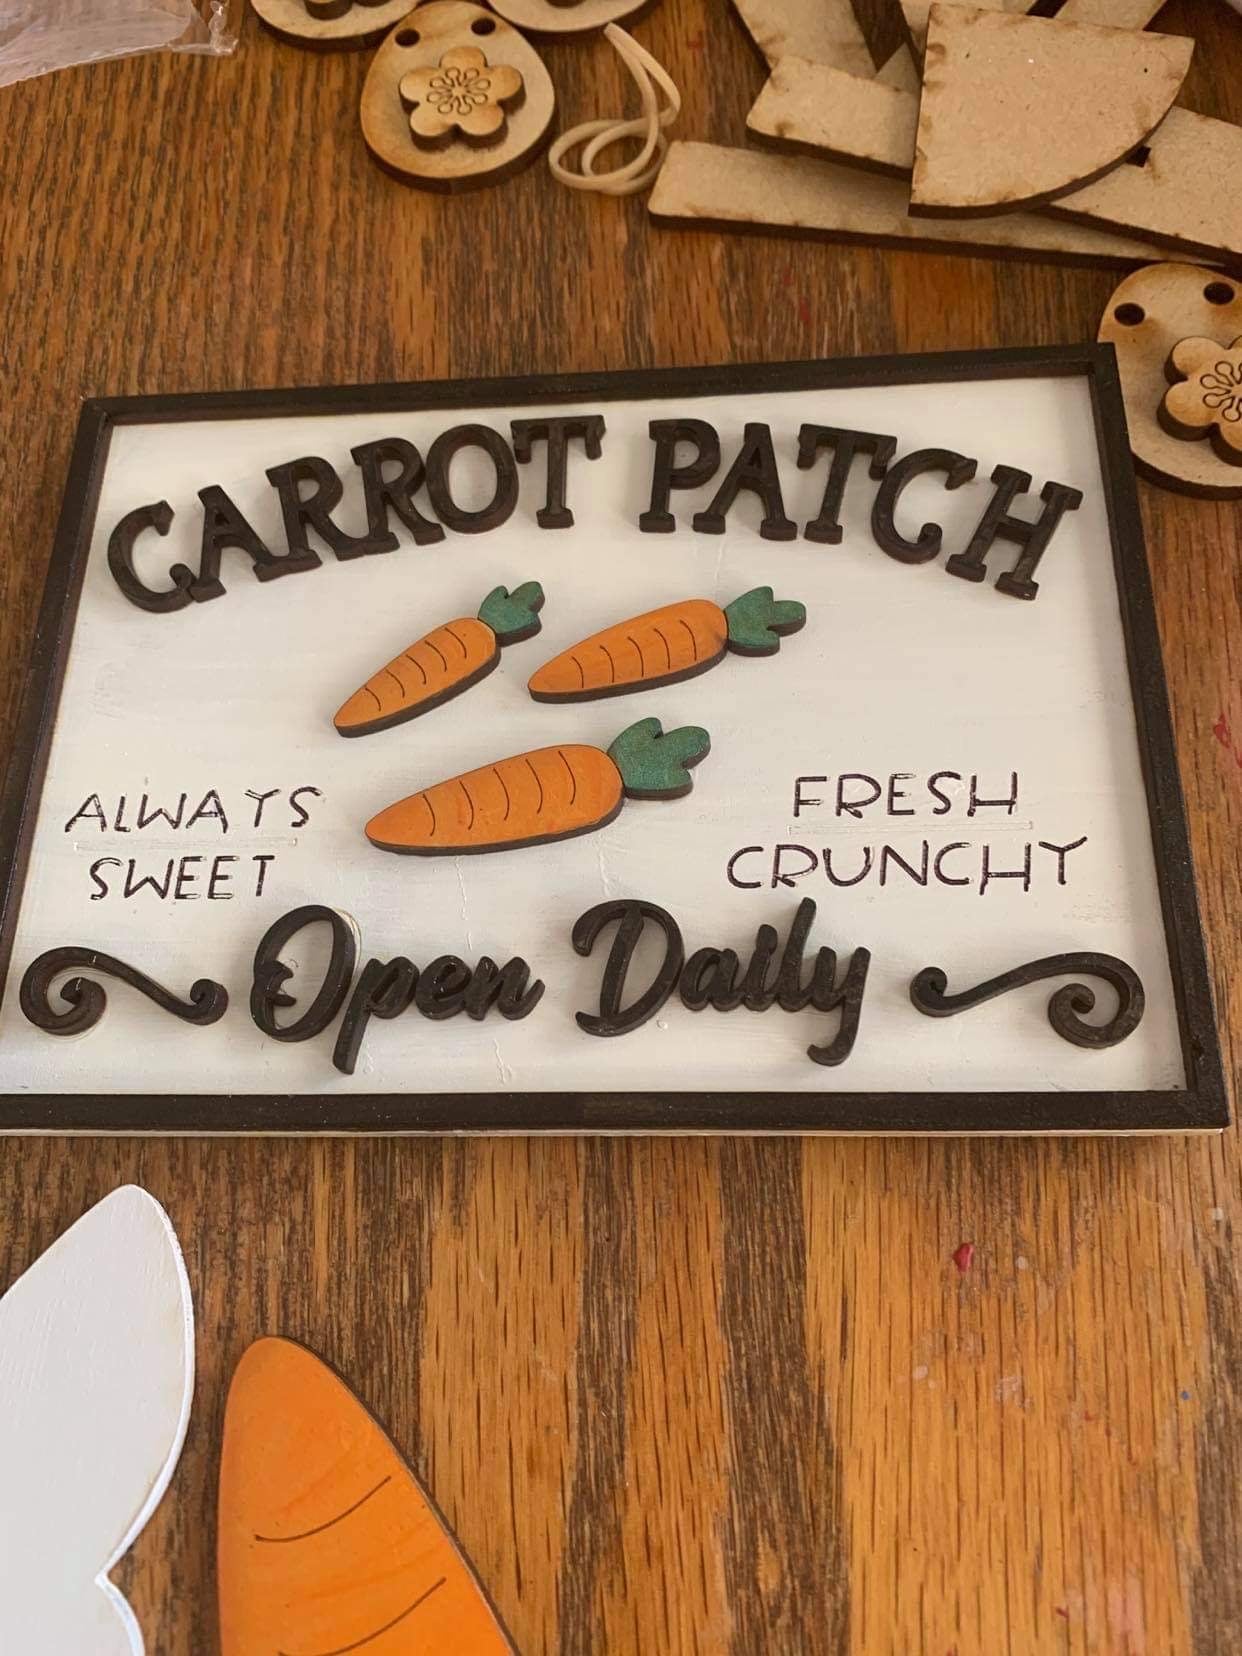 CARROT PATCH
ALWAYS
SWEET
FRESH
CRUNCHY
Open Daily